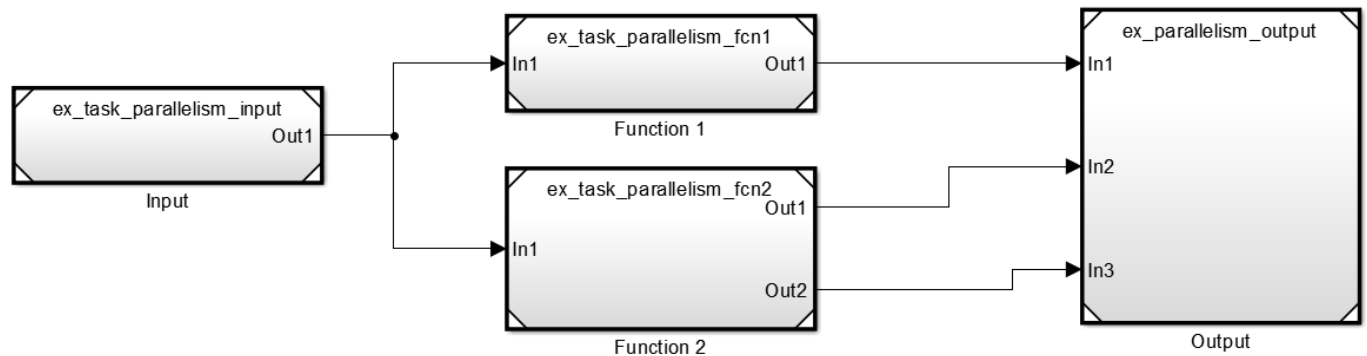 ex_task_parallelism_input
Out1
Input
ex_task_parallelism_fcn1
In1
Out1
Function 1
ex_task_parallelism_fcn2
Out1
In1
Out2
Function 2
ex_parallelism_output
In1
In2
In3
Output